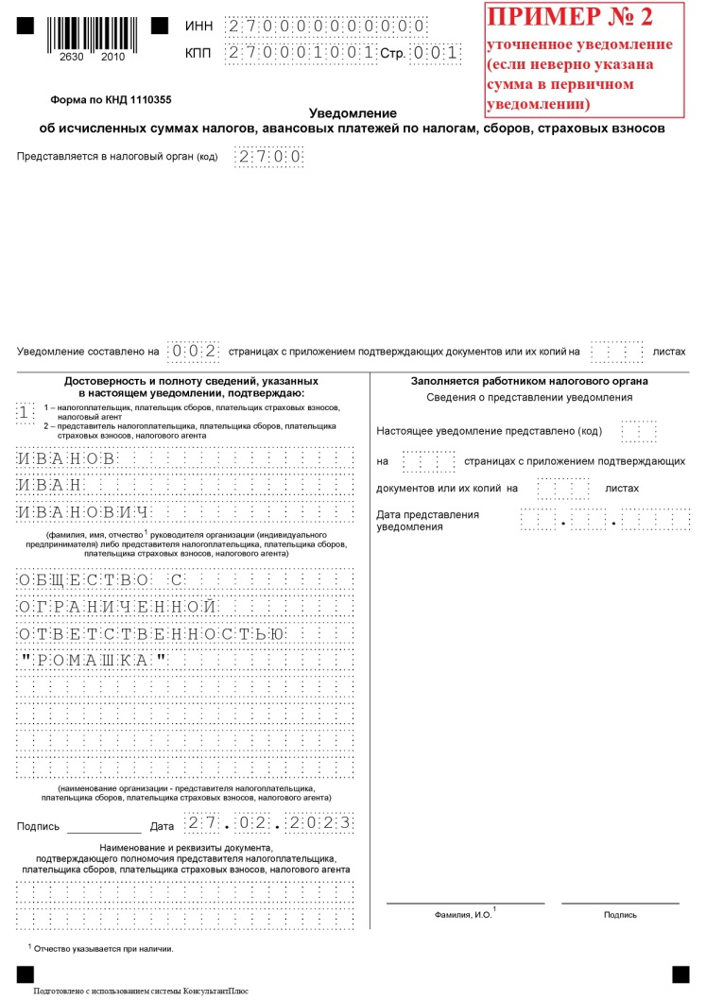 2630 2010
ИНН 270000000000
КПП 270001001 Стр. 001
ПРИМЕР № 2
уточненное уведомление
(если неверно указана
сумма в первичном
уведомлении)
Форма по КНД 1110355
Уведомление
об исчисленных суммах налогов, авансовых платежей по налогам, сборов, страховых взносов
Представляется в налоговый орган (код) 2700
Уведомление составлено на 002 страницах с приложением подтверждающих документов или их копий на листах
Достоверность и полноту сведений, указанных
в настоящем уведомлении, подтверждаю:
1
1 – налогоплательщик, плательщик сборов, плательщик страховых взносов,
налоговый агент
2 – представитель налогоплательщика, плательщика сборов, плательщика
страховых взносов, налогового агента
ИВАНОВ
ИВАН
ИВАНОВИЧ
(фамилия, имя, отчество 1 руководителя организации (индивидуального
предпринимателя) либо представителя налогоплательщика, плательщика сборов,
плательщика страховых взносов, налогового агента)
ОБЩЕСТВО С
ОГРАНИЧЕННОЙ
ОТВЕТСТВЕННОСТЬЮ
"РОМАШКА"
(наименование организации - представителя налогоплательщика,
плательщика сборов, плательщика страховых взносов, налогового агента)
Подпись Дата 27.02.2023
Наименование и реквизиты документа,
подтверждающего полномочия представителя налогоплательщика,
плательщика сборов, плательщика страховых взносов, налогового агента
Заполняется работником налогового органа
Сведения о представлении уведомления
Настоящее уведомление представлено (код)
на страницах с приложением подтверждающих
документов или их копий на листах
Дата представления
уведомления
Фамилия, И.О. 1 Подпись
1 Отчество указывается при наличии.
Подготовлено с использованием системы КонсультантПлюс